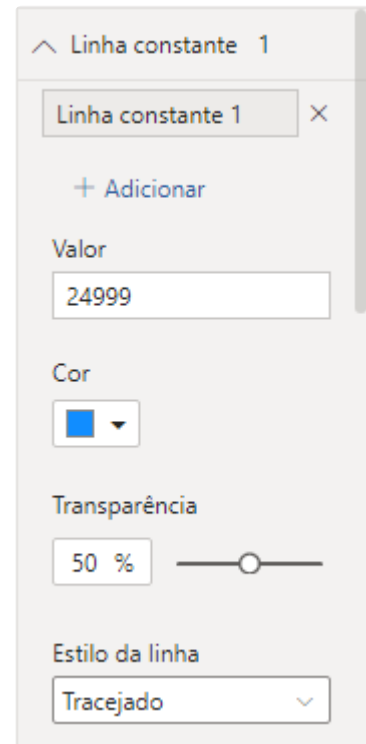 Linha constante 1
Linha constante 1
Adicionar
Valor
24999
Cor
Transparência
50 %
Estilo da linha
Tracejado